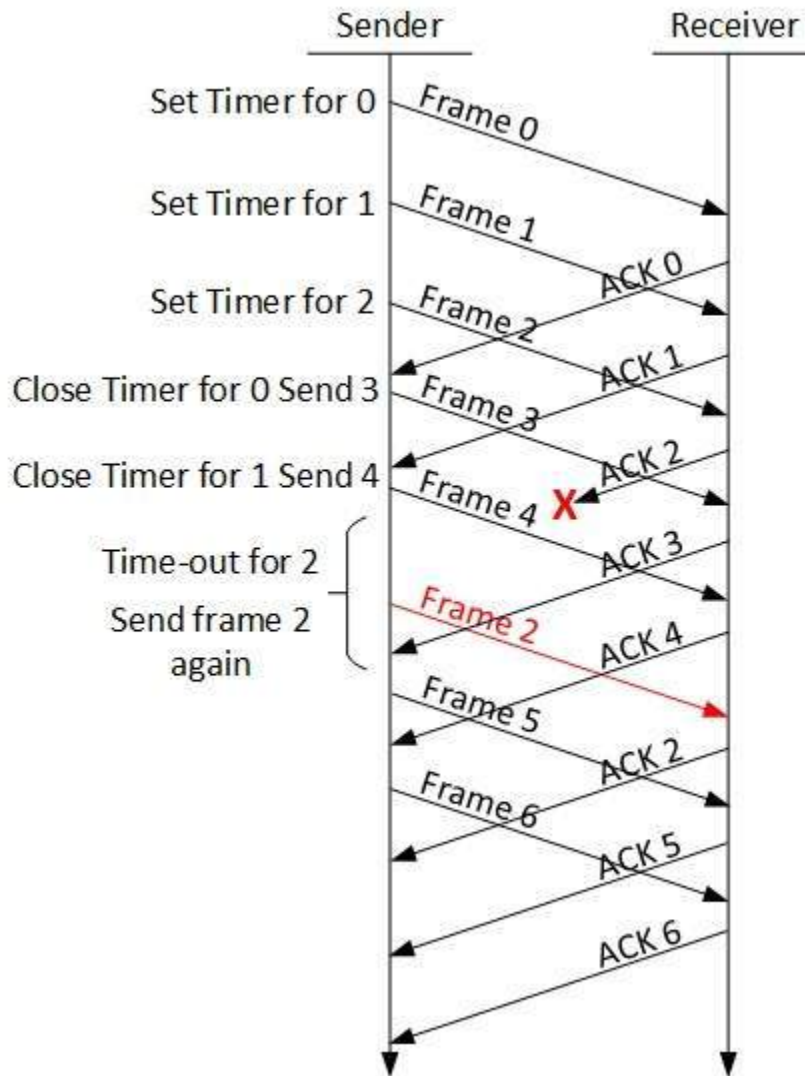 Sender
Receiver
Set Timer for 0
Frame 0
Set Timer for 1
Frame 1
ACK 0
Set Timer for 2
Frame 2
ACK 1
Close Timer for 0 Send 3
Frame 3
ACK 2
Close Timer for 1 Send 4
Frame 4
X
ACK 3
Time-out for 2
Send frame 2
again
Frame 2
ACK 4
Frame 5
ACK 2
Frame 6
ACK 5
ACK 6